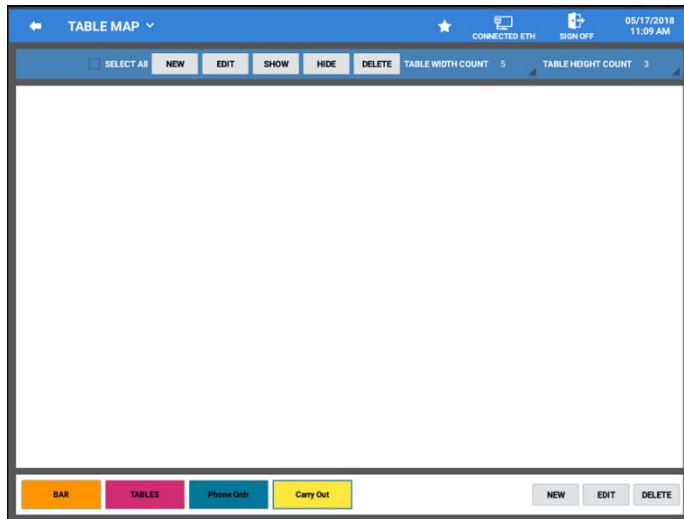 TABLE MAP
CONNECTED ETH
SIGN OFF
05/17/2018
11:09 AM
SELECT All NEW EDIT SHOW HIDE DELETE TABLE WIDTH COUNT 5 TABLE HEIGHT COUNT 3
BAR TABLES Phone Ordr Carry Out NEW EDIT DELETE